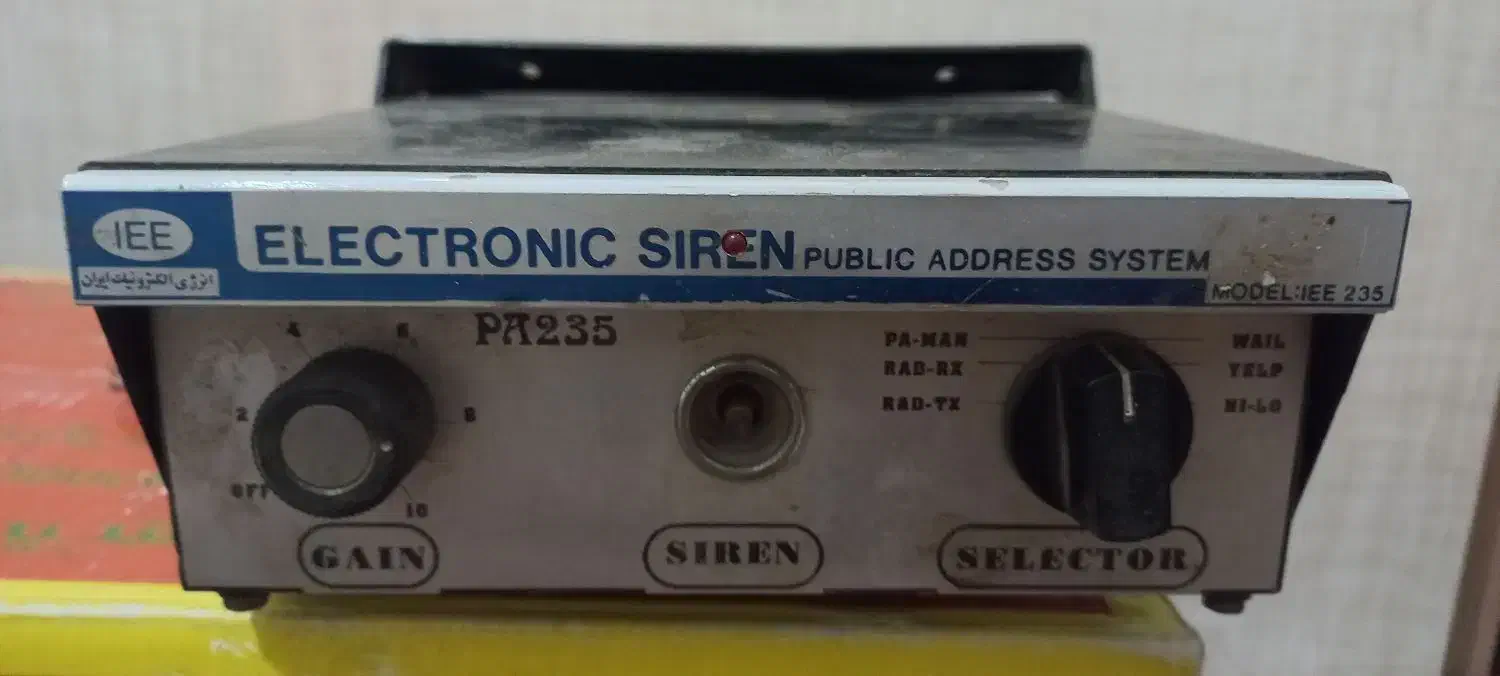 IEE
انرژی الکترونیک ایران
ELECTRONIC SIREN PUBLIC ADDRESS SYSTEM
MODEL:IEE 235
PA235
OFF
2
4
6
8
10
GAIN
SIREN
PA-MAN
RAD-RX
RAD-TX
WAIL
YELP
HI-LO
SELECTOR